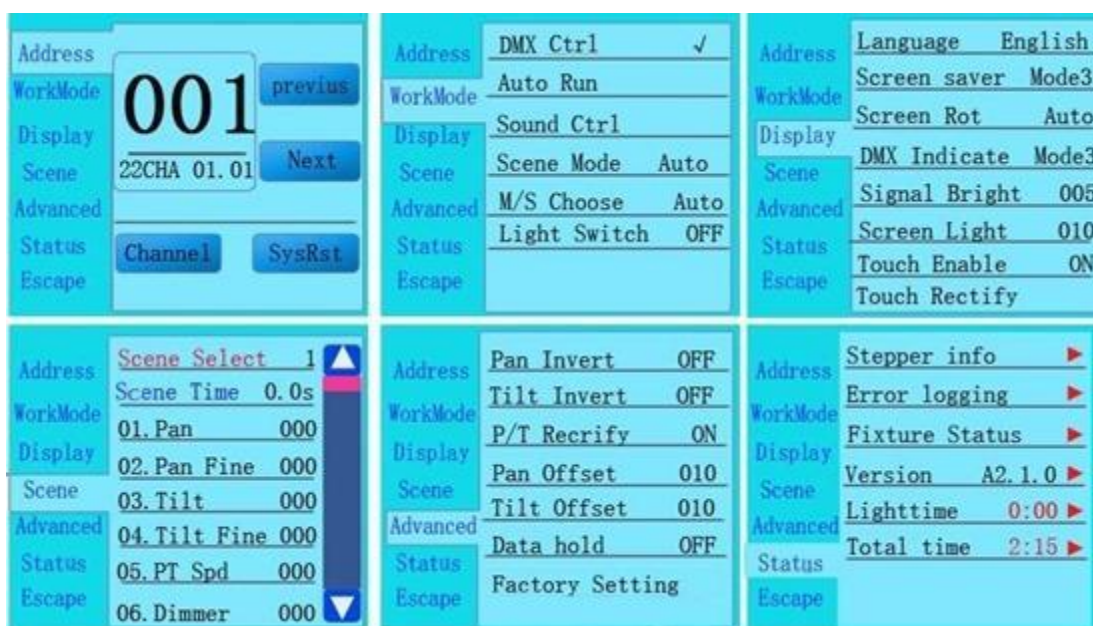 Address
WorkMode
Display
Scene
Advanced
Status
Escape
001
22CHA 01.01
previus
Next
Channel
SysRst
Address
WorkMode
Display
Scene
Advanced
Status
Escape
DMX Ctrl √
Auto Run
Sound Ctrl
Scene Mode Auto
M/S Choose Auto
Light Switch OFF
Address
WorkMode
Display
Scene
Advanced
Status
Escape
Language English
Screen saver Mode3
Screen Rot Auto
DMX Indicate Mode3
Signal Bright 005
Screen Light 010
Touch Enable ON
Touch Rectify
Address
WorkMode
Display
Scene
Advanced
Status
Escape
Scene Select 1
Scene Time 0.0s
01.Pan 000
02.Pan Fine 000
03.Tilt 000
04.Tilt Fine 000
05.PT Spd 000
06.Dimmer 000
Address
WorkMode
Display
Scene
Advanced
Status
Escape
Pan Invert OFF
Tilt Invert OFF
P/T Recrify ON
Pan Offset 010
Tilt Offset 010
Data hold OFF
Factory Setting
Address
WorkMode
Display
Scene
Advanced
Status
Escape
Stepper info
Error logging
Fixture Status
Version A2.1.0
Lighttime 0:00
Total time 2:15